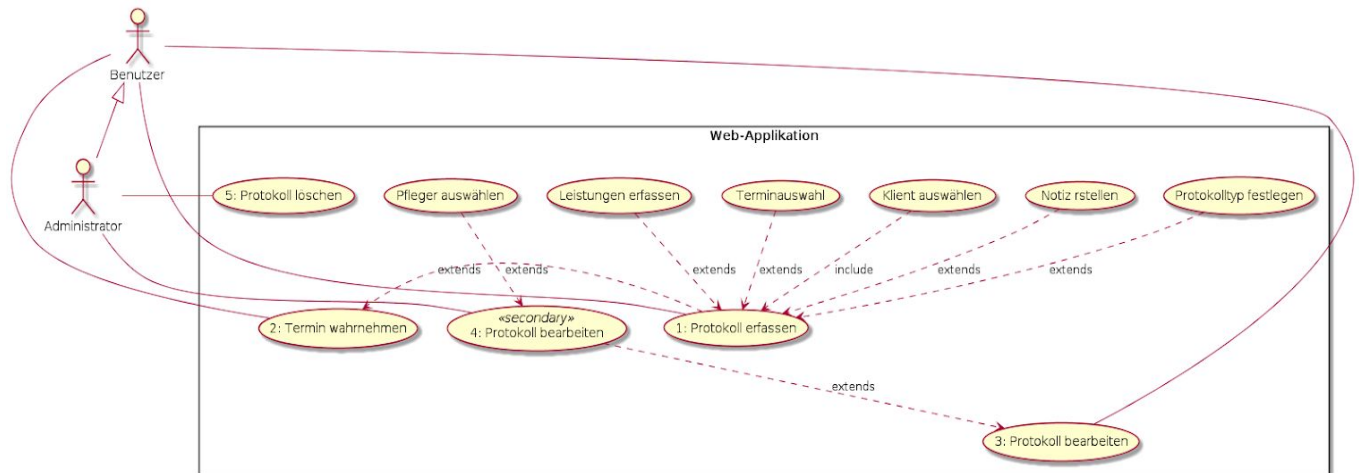 Benutzer
Web-Applikation
5: Protokoll löschen
Pfleger auswählen
Leistungen erfassen
Terminauswahl
Klient auswählen
Notiz rstellen
Protokolltyp festlegen
Administrator
extends
extends
extends
extends
include
extends
extends
2: Termin wahrnehmen
«secondary»
4: Protokoll bearbeiten
1: Protokoll erfassen
extends
3: Protokoll bearbeiten